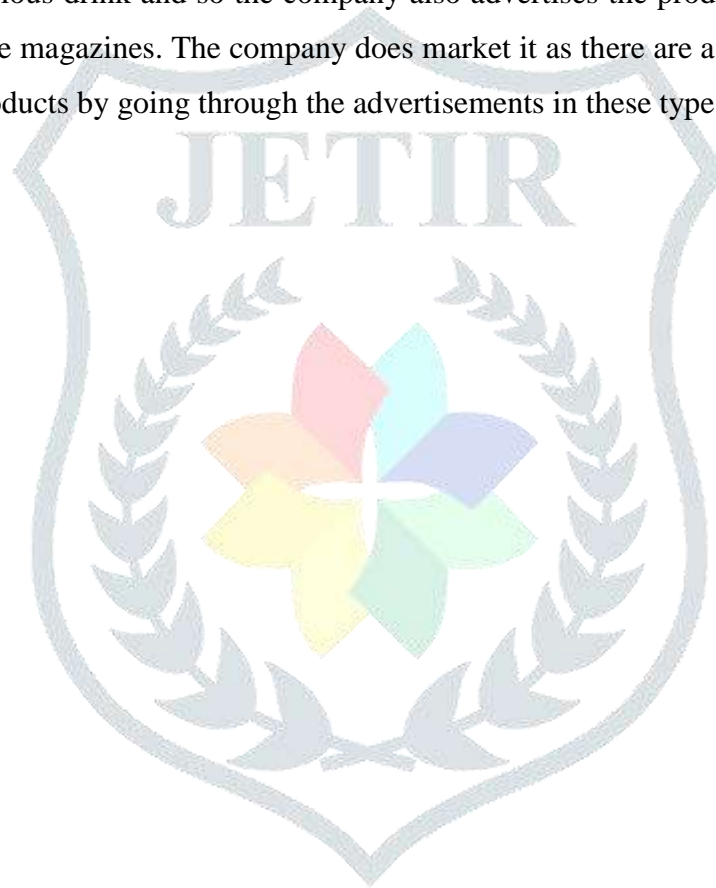 ious drink and so the company also advertises the prod
e magazines. The company does market it as there are a
oducts by going through the advertisements in these type
JETIR